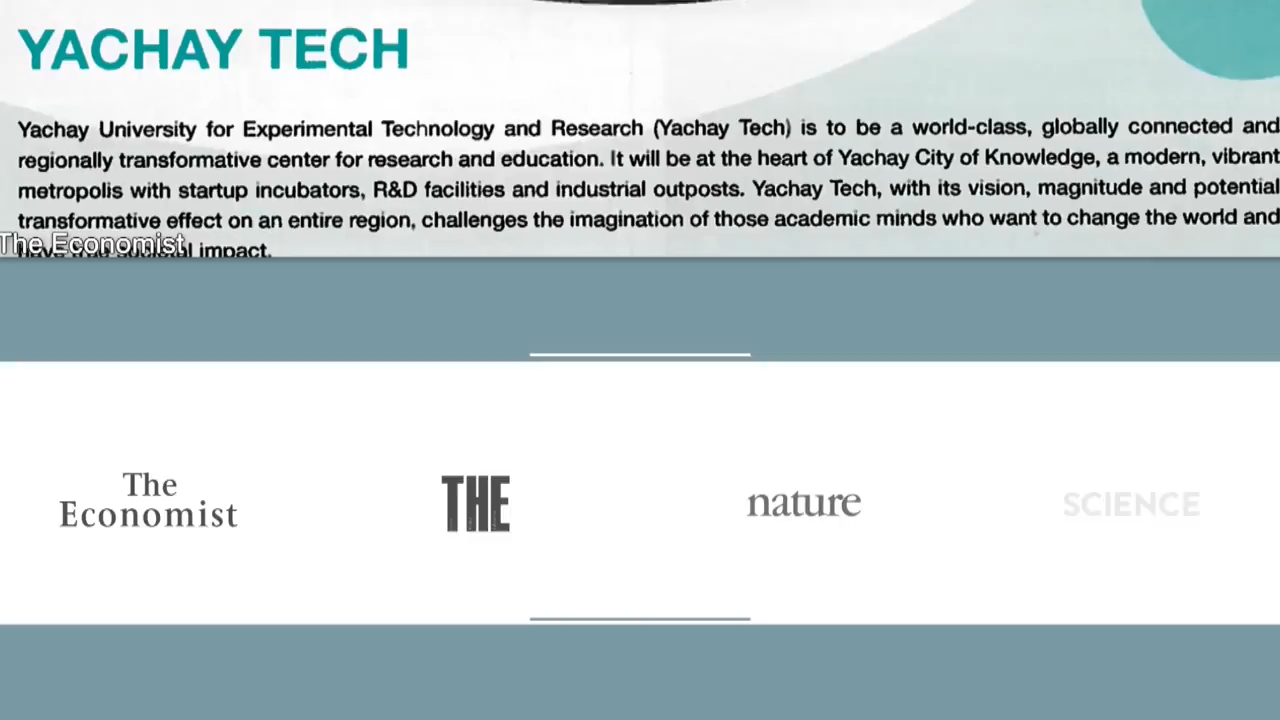 YACHAY TECH
Yachay University for Experimental Technology and Research (Yachay Tech) is to be a world-class, globally connected and
regionally transformative center for research and education. It will be at the heart of Yachay City of Knowledge, a modern, vibrant
metropolis with startup incubators, R&D facilities and industrial outposts. Yachay Tech, with its vision, magnitude and potential
transformative effect on an entire region, challenges the imagination of those academic minds who want to change the world and
The Economist
impact.
The
Economist
THE
nature
SCIENCE